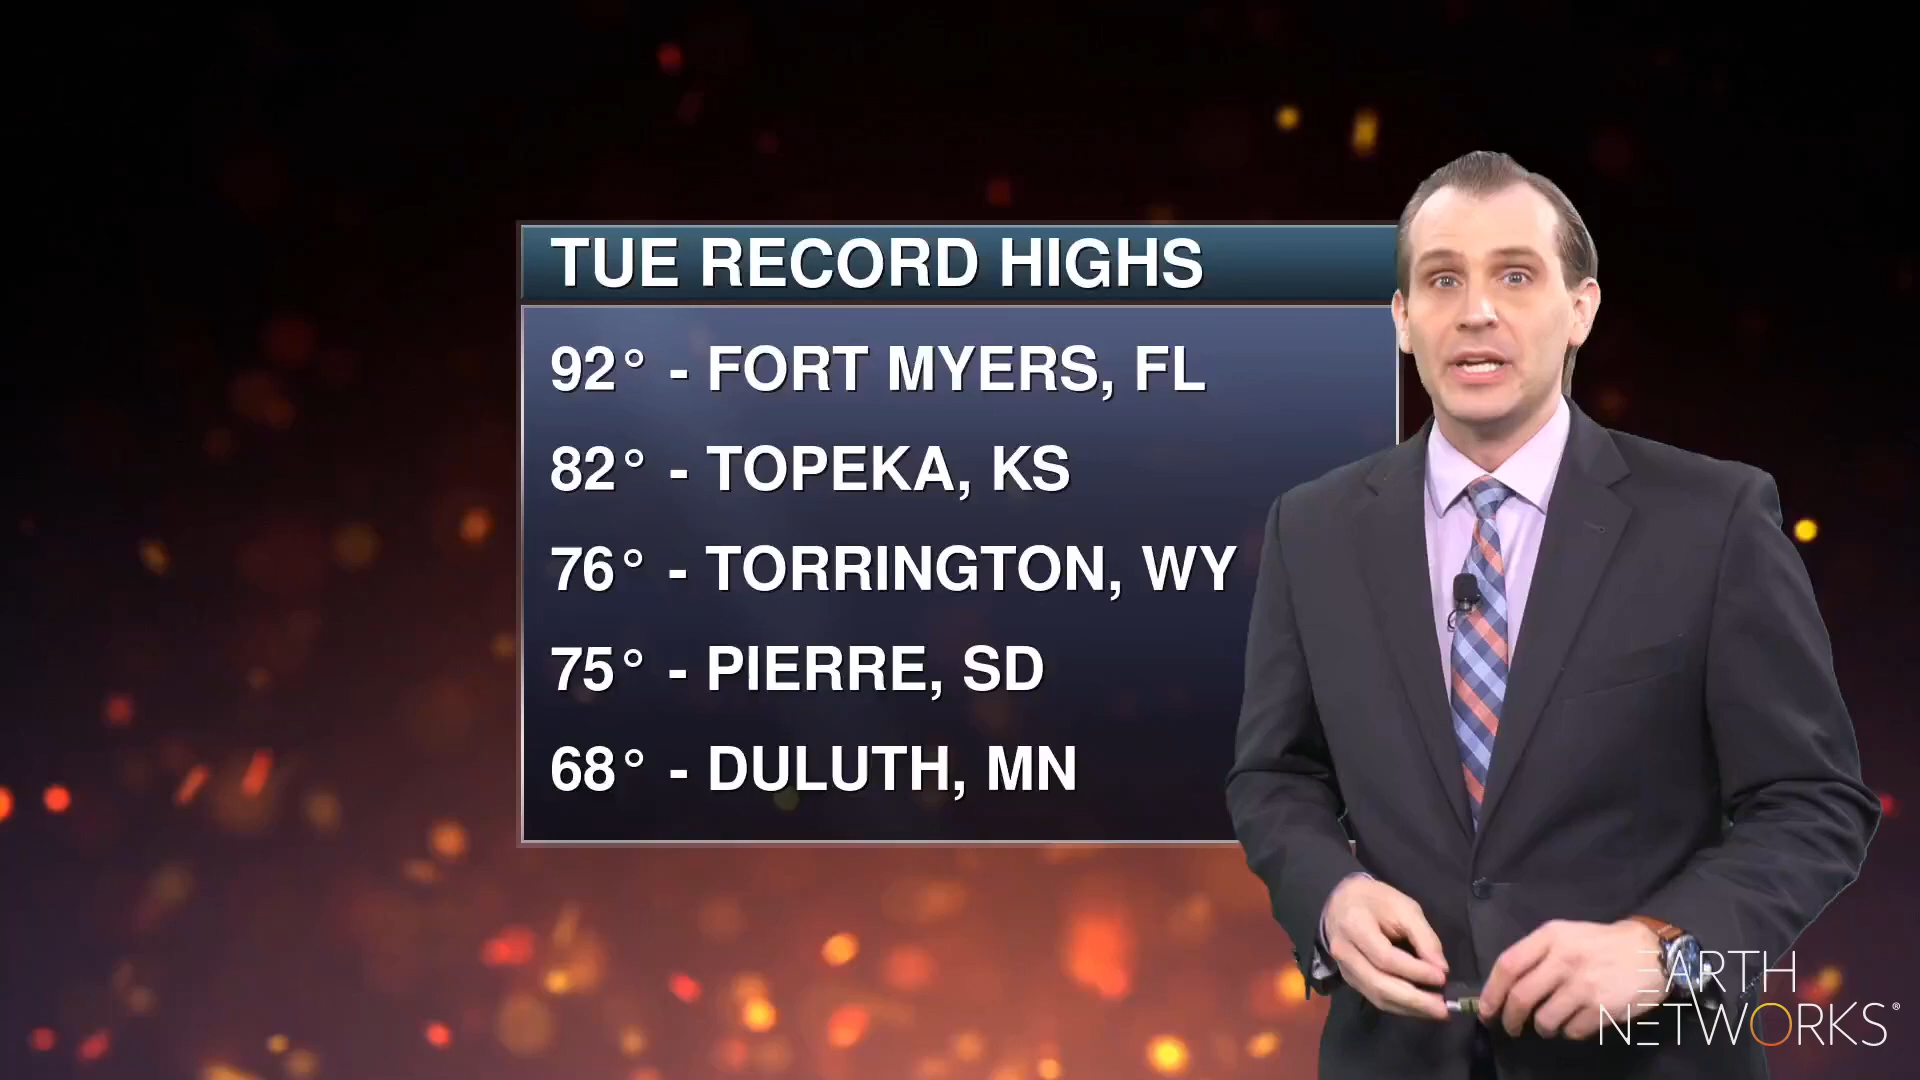 TUE RECORD HIGHS
92° - FORT MYERS, FL
82° - TOPEKA, KS
76° - TORRINGTON, WY
75° - PIERRE, SD
68° - DULUTH, MN
EARTH
NETWORKS®